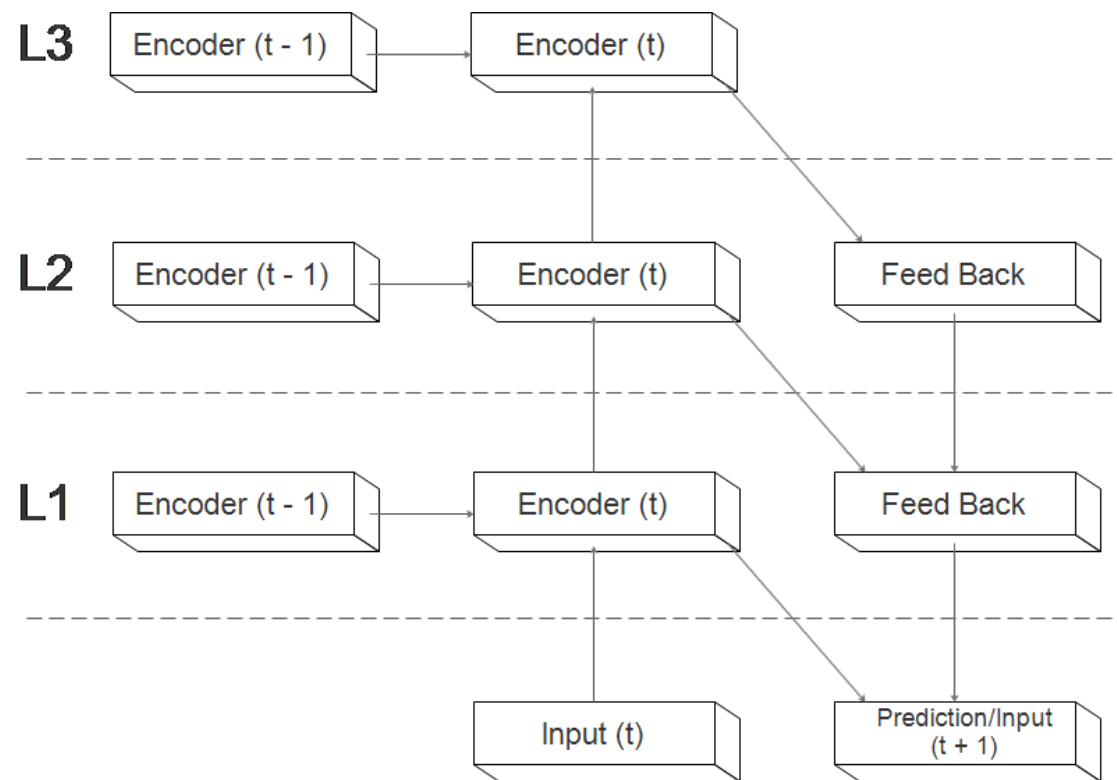 L3
Encoder (t - 1)
Encoder (t)
L2
Encoder (t - 1)
Encoder (t)
Feed Back
L1
Encoder (t - 1)
Encoder (t)
Feed Back
Input (t)
Prediction/Input
(t + 1)